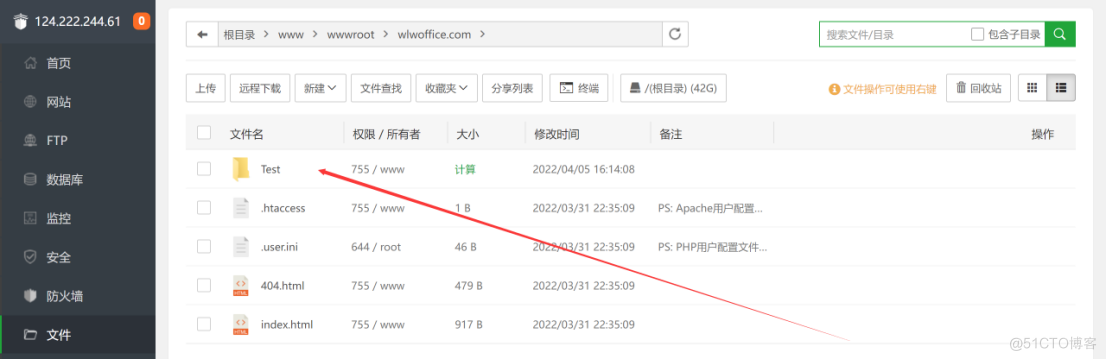 124.222.244.61 0
首页
网站
FTP
数据库
监控
安全
防火墙
文件
根目录 > www > wwwroot > wlwoffice.com >
搜索文件/目录 包含子目录
上传 远程下载 新建 文件查找 收藏夹 分享列表 终端 /(根目录) (42G) 文件操作可使用右键 回收站
文件名 权限 / 所有者 大小 修改时间 备注 操作
Test 755 / www 计算 2022/04/05 16:14:08
.htaccess 755 / www 1 B 2022/03/31 22:35:09 PS: Apache用户配置...
.user.ini 644 / root 46 B 2022/03/31 22:35:09 PS: PHP用户配置文件...
HTML 404.html 755 / www 479 B 2022/03/31 22:35:09
HTML index.html 755 / www 917 B 2022/03/31 22:35:09
@51CTO博客